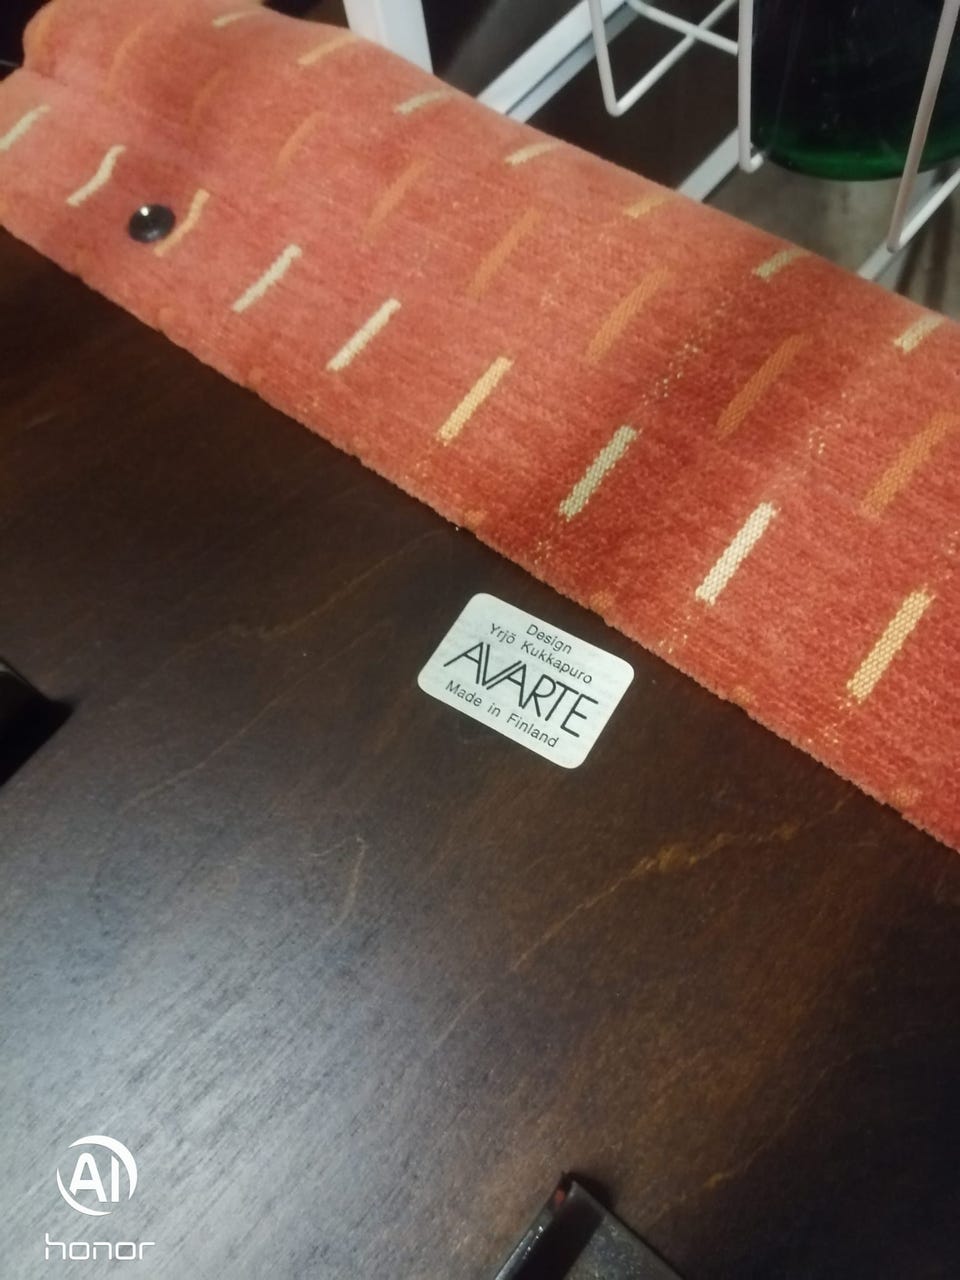 Design
Yrjö Kukkapuro
AVARTE
Made in Finland
AI
honor